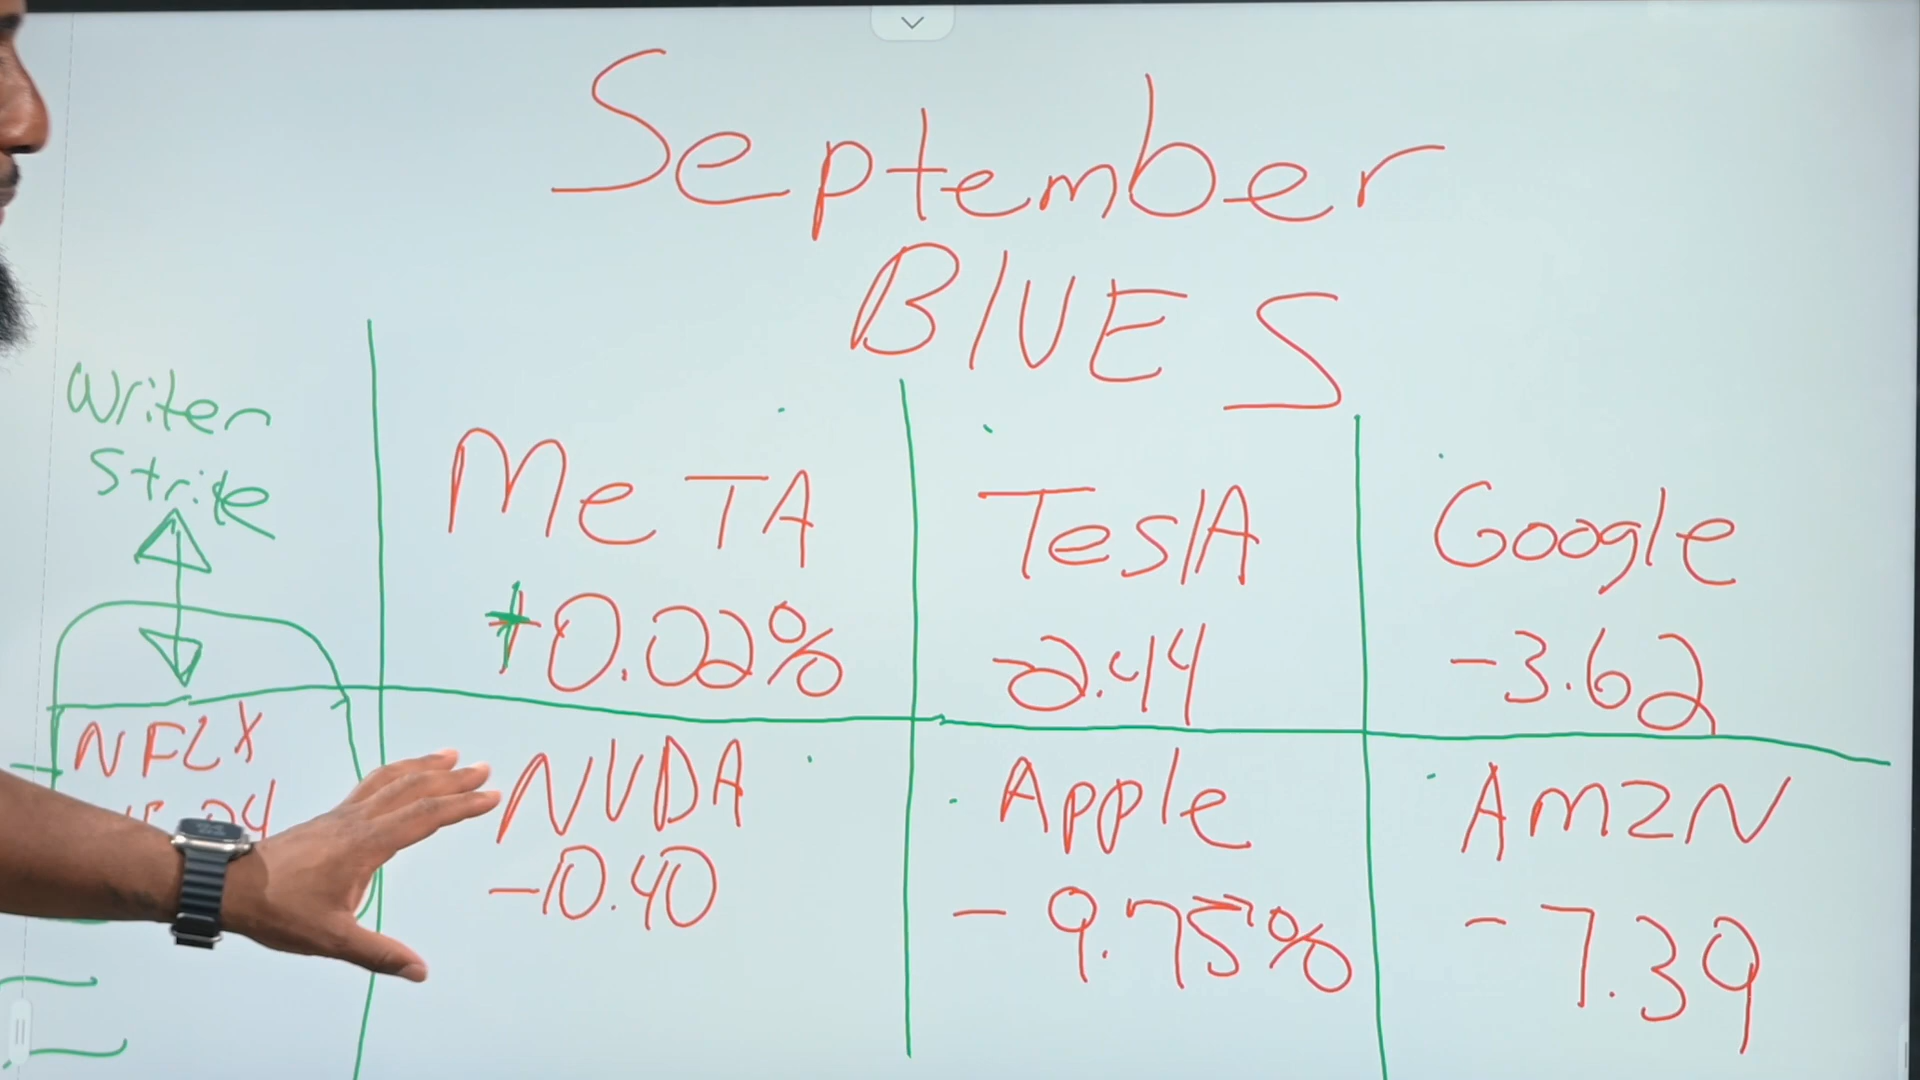 September
BlUES
Writer
Strike
MeTA
+0.02%
TeslA
-2.44
Google
-3.62
NFLX
NVDA
-10.40
Apple
-9.75%
AmZN
-7.39